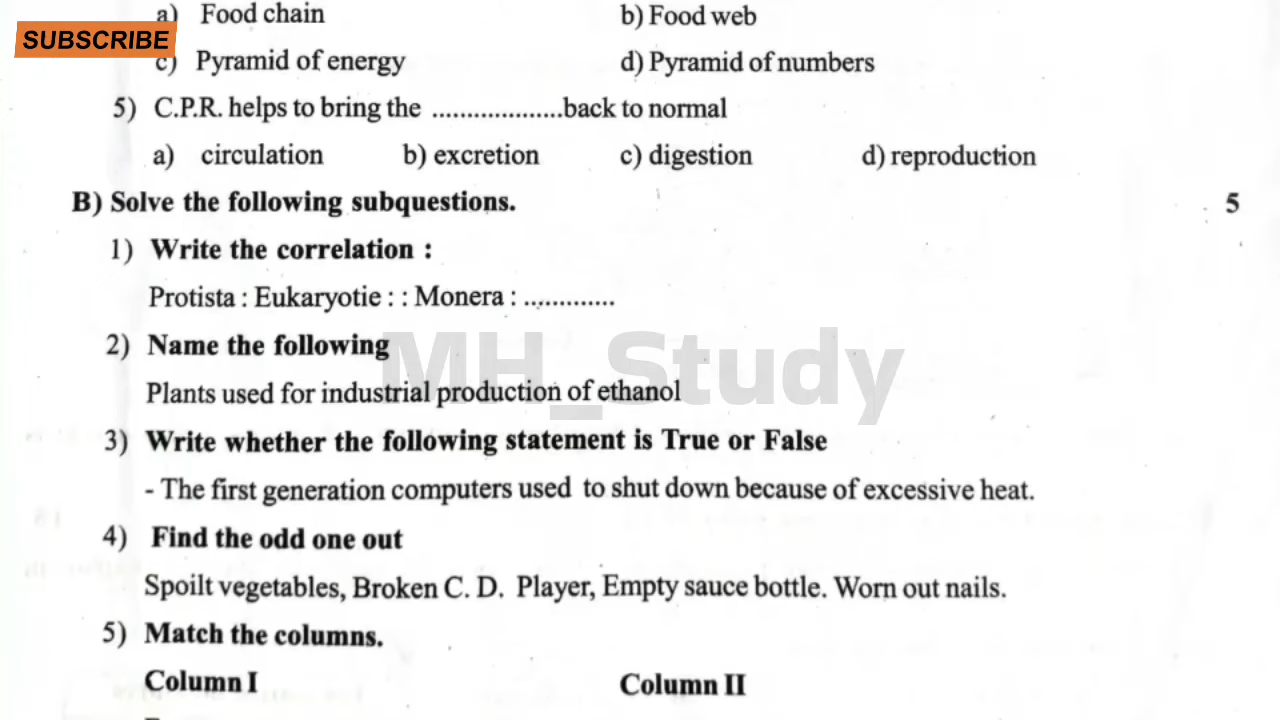 a) Food chain b) Food web
SUBSCRIBE
c) Pyramid of energy d) Pyramid of numbers
5) C.P.R. helps to bring the ................... back to normal
a) circulation b) excretion c) digestion d) reproduction
B) Solve the following subquestions. 5
1) Write the correlation :
Protista : Eukaryotie : : Monera : .............
2) Name the following
MH_Study
Plants used for industrial production of ethanol
3) Write whether the following statement is True or False
- The first generation computers used to shut down because of excessive heat.
4) Find the odd one out
Spoilt vegetables, Broken C. D. Player, Empty sauce bottle. Worn out nails.
5) Match the columns.
Column I Column II